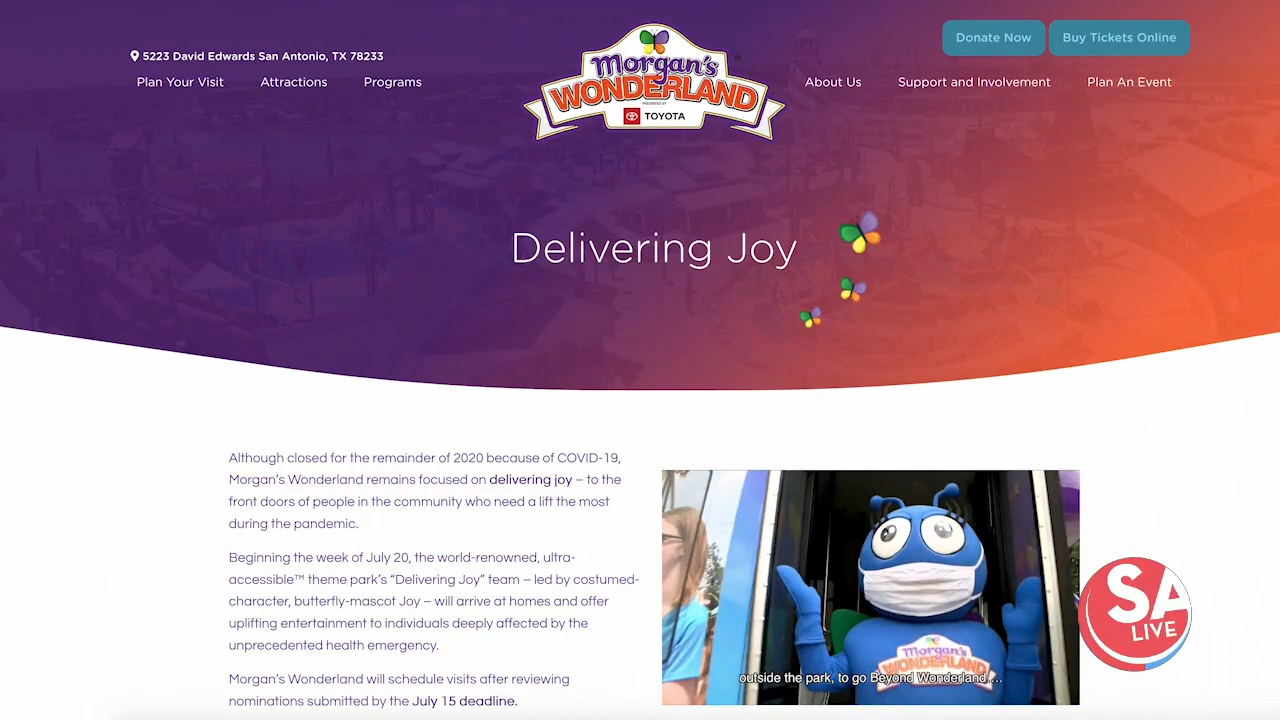 5223 David Edwards San Antonio, TX 78233
Donate Now
Buy Tickets Online
Plan Your Visit
Attractions
Programs
Morgan's
WONDERLAND
PRESENTED BY
TOYOTA
About Us
Support and Involvement
Plan An Event
Delivering Joy
Although closed for the remainder of 2020 because of COVID-19,
Morgan's Wonderland remains focused on delivering joy – to the
front doors of people in the community who need a lift the most
during the pandemic.
Beginning the week of July 20, the world-renowned, ultra-
accessible™ theme park's “Delivering Joy” team – led by costumed-
character, butterfly-mascot Joy – will arrive at homes and offer
uplifting entertainment to individuals deeply affected by the
unprecedented health emergency.
Morgan's Wonderland will schedule visits after reviewing
nominations submitted by the July 15 deadline.
Morgan's
WONDERLAND
outside the park, to go Beyond Wonderland...
SA
LIVE